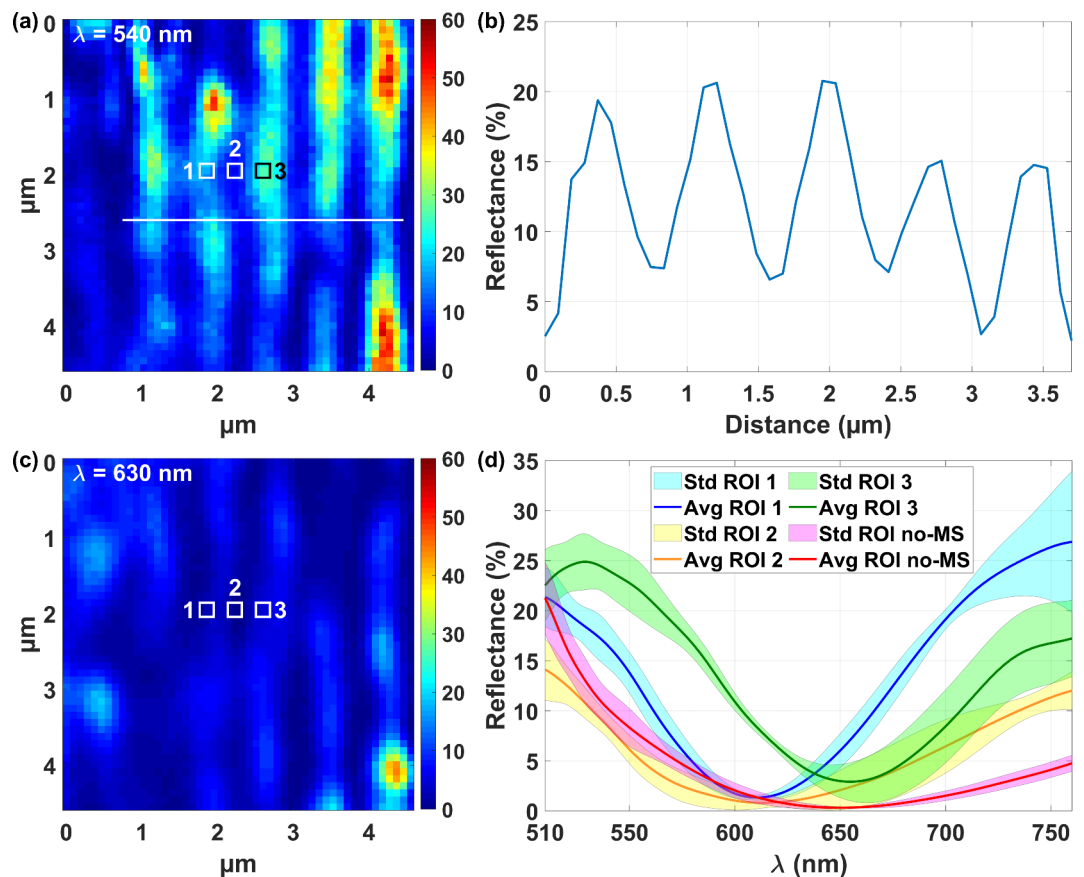 (a)
λ = 540 nm
0
1
2
3
4
µm
0 1 2 3 4
µm
60
50
40
30
20
10
0
1
2
3
(b)
25
20
15
10
5
0
Reflectance (%)
0 0.5 1 1.5 2 2.5 3 3.5
Distance (µm)
(c)
λ = 630 nm
0
1
2
3
4
µm
0 1 2 3 4
µm
60
50
40
30
20
10
0
1
2
3
(d)
35
30
25
20
15
10
5
0
Reflectance (%)
Std ROI 1
Avg ROI 1
Std ROI 2
Avg ROI 2
Std ROI 3
Avg ROI 3
Std ROI no-MS
Avg ROI no-MS
510 550 600 650 700 750
λ (nm)